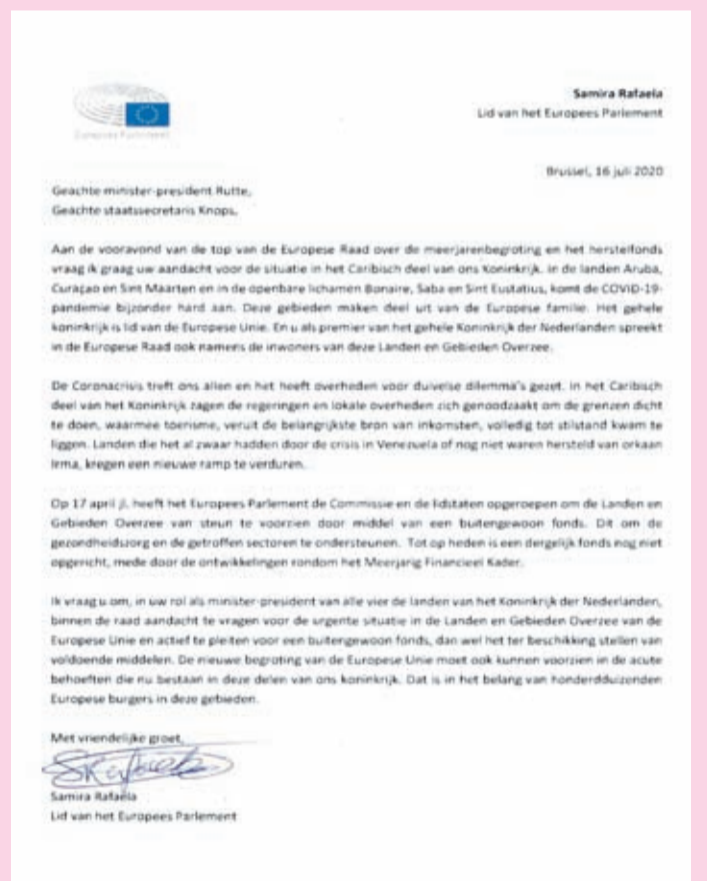 Europees Parlement
Samira Rafaela
Lid van het Europees Parlement
Brussel, 16 juli 2020
Geachte minister-president Rutte,
Geachte staatssecretaris Knops,
Aan de vooravond van de top van de Europese Raad over de meerjarenbegroting en het herstelfonds
vraag ik graag uw aandacht voor de situatie in het Caribisch deel van ons Koninkrijk. In de landen Aruba,
Curaçao en Sint Maarten en in de openbare lichamen Bonaire, Saba en Sint Eustatius, komt de COVID-19-
pandemie bijzonder hard aan. Deze gebieden maken deel uit van de Europese familie. Het gehele
koninkrijk is lid van de Europese Unie. En u als premier van het gehele Koninkrijk der Nederlanden spreekt
in de Europese Raad ook namens de inwoners van deze Landen en Gebieden Overzee.
De Coronacrisis treft ons allen en het heeft overheden voor duivelse dilemma's gezet. In het Caribisch
deel van het Koninkrijk zagen de regeringen en lokale overheden zich genoodzaakt om de grenzen dicht
te doen, waarmee toerisme, veruit de belangrijkste bron van inkomsten, volledig tot stilstand kwam te
liggen. Landen die het al zwaar hadden door de crisis in Venezuela of nog niet waren hersteld van orkaan
Irma, kregen een nieuwe ramp te verduren.
Op 17 april jl. heeft het Europees Parlement de Commissie en de lidstaten opgeroepen om de Landen en
Gebieden Overzee van steun te voorzien door middel van een buitengewoon fonds. Dit om de
gezondheidszorg en de getroffen sectoren te ondersteunen. Tot op heden is een dergelijk fonds nog niet
opgericht, mede door de ontwikkelingen rondom het Meerjarig Financieel Kader.
Ik vraag u om, in uw rol als minister-president van alle vier de landen van het Koninkrijk der Nederlanden,
binnen de raad aandacht te vragen voor de urgente situatie in de Landen en Gebieden Overzee van de
Europese Unie en actief te pleiten voor een buitengewoon fonds, dan wel het ter beschikking stellen van
voldoende middelen. De nieuwe begroting van de Europese Unie moet ook kunnen voorzien in de acute
behoeften die nu bestaan in deze delen van ons koninkrijk. Dat is in het belang van honderdduizenden
Europese burgers in deze gebieden.
Met vriendelijke groet,
SRafaela
Samira Rafaela
Lid van het Europees Parlement